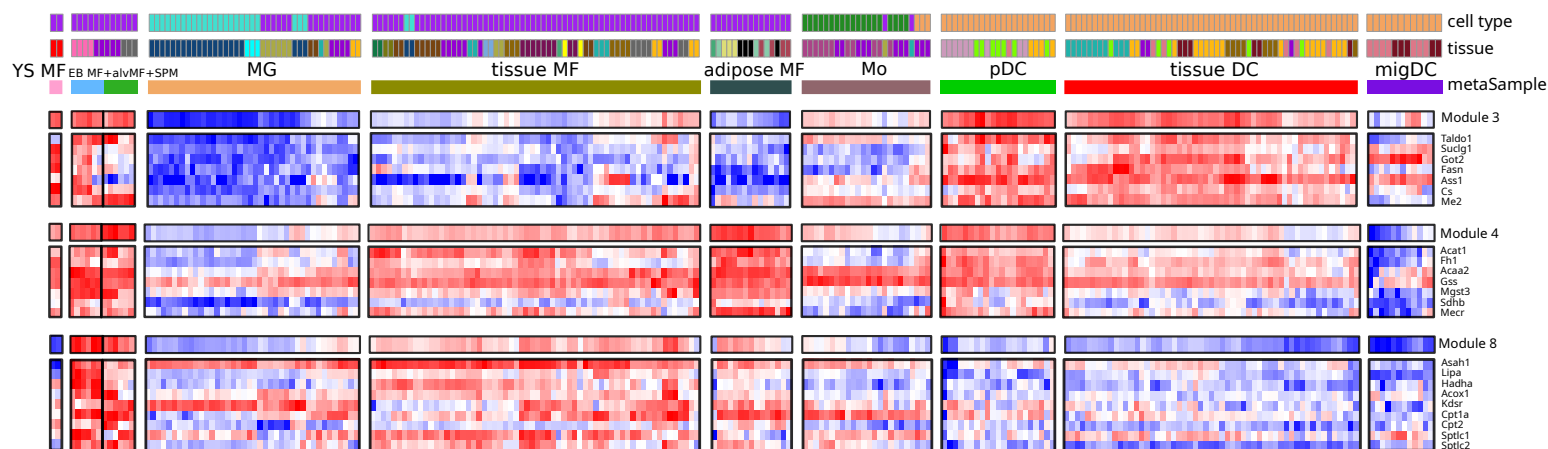 cell type
tissue
YS MF EB MF+alvMF+SPM MG tissue MF adipose MF Mo pDC tissue DC migDC
metaSample
Module 3
Taldo1
Suclg1
Got2
Fasn
Ass1
Cs
Me2
Module 4
Acat1
Fh1
Acaa2
Gss
Mgst3
Sdhb
Mecr
Module 8
Asah1
Lipa
Hadha
Acox1
Kdsr
Cpt1a
Cpt2
Sptlc1
Sptlc2